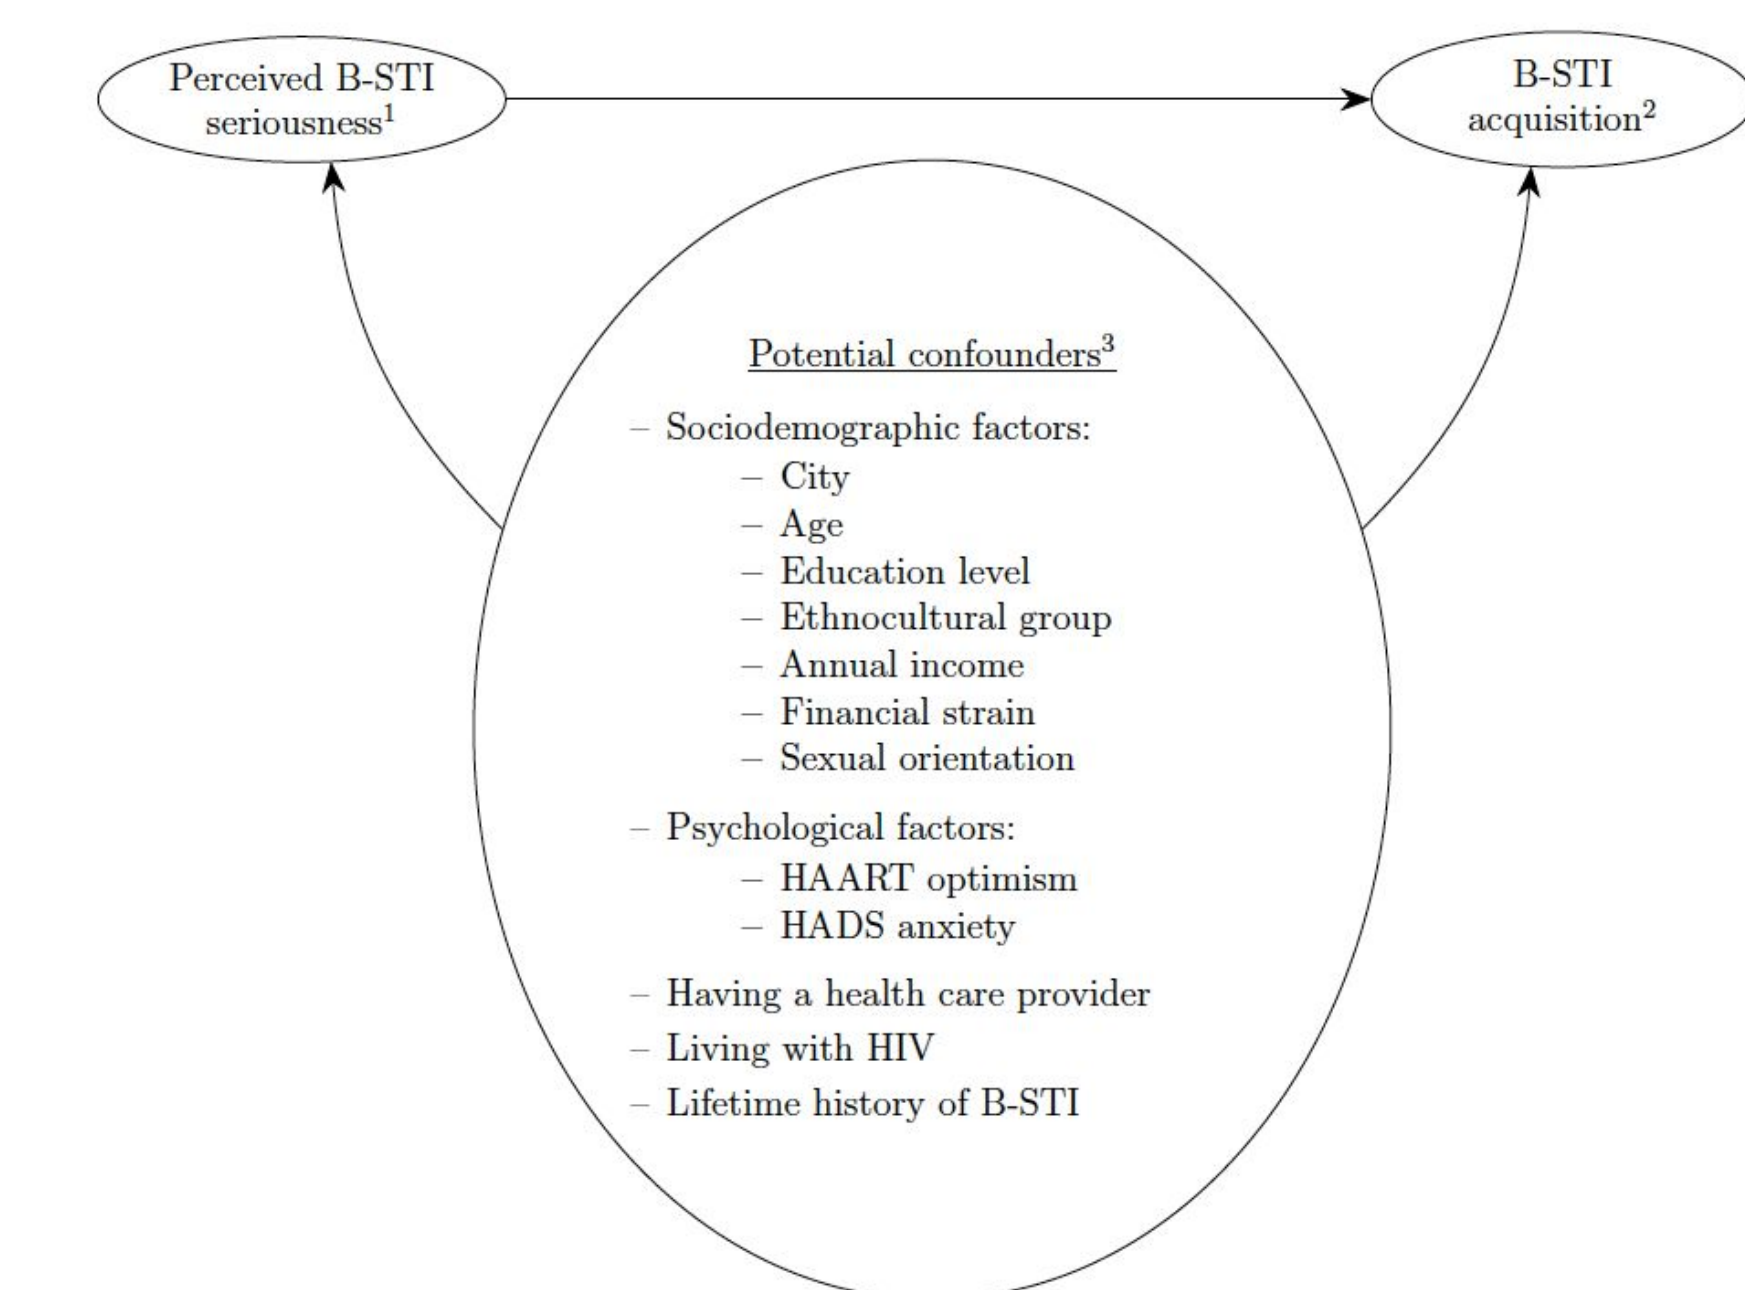 Perceived B-STI
seriousness¹
B-STI
acquisition²
Potential confounders³
– Sociodemographic factors:
– City
– Age
– Education level
– Ethnocultural group
– Annual income
– Financial strain
– Sexual orientation
– Psychological factors:
– HAART optimism
– HADS anxiety
– Having a health care provider
– Living with HIV
– Lifetime history of B-STI